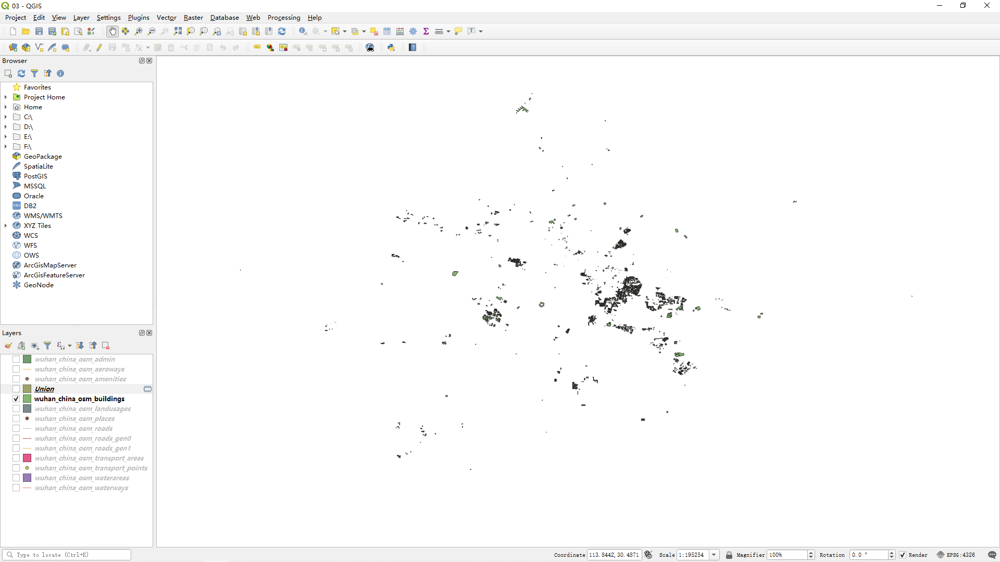 03 - QGIS
Project Edit View Layer Settings Plugins Vector Raster Database Web Processing Help
Browser
Favorites
Project Home
Home
C:\
D:\
E:\
F:\
GeoPackage
SpatiaLite
PostGIS
MSSQL
Oracle
DB2
WMS/WMTS
XYZ Tiles
WCS
WFS
OWS
ArcGisMapServer
ArcGisFeatureServer
GeoNode
Layers
wuhan_china_osm_admin
wuhan_china_osm_aeroways
wuhan_china_osm_amenities
Union
wuhan_china_osm_buildings
wuhan_china_osm_landusages
wuhan_china_osm_places
wuhan_china_osm_roads
wuhan_china_osm_roads_gen0
wuhan_china_osm_roads_gen1
wuhan_china_osm_transport_areas
wuhan_china_osm_transport_points
wuhan_china_osm_waterareas
wuhan_china_osm_waterways
Type to locate (Ctrl+K) Coordinate 113.8442,30.4871 Scale 1:195254 Magnifier 100% Rotation 0.0 ° Render EPSG:4326